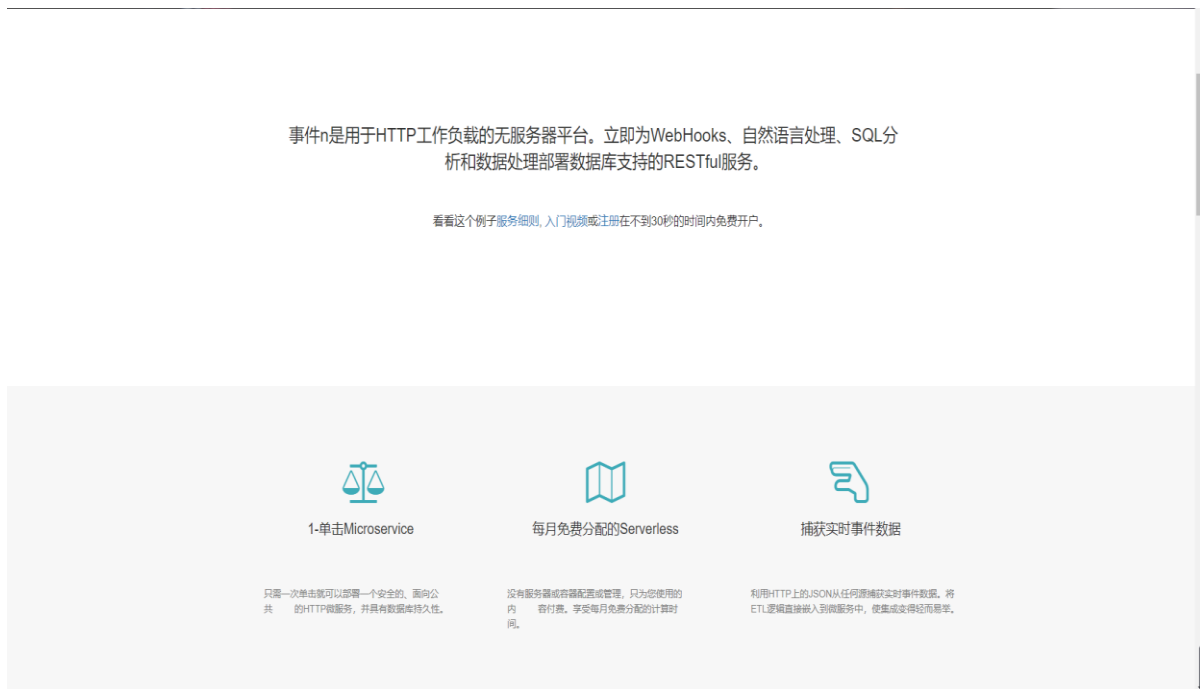 事件n是用于HTTP工作负载的无服务器平台。立即为WebHooks、自然语言处理、SQL分
析和数据处理部署数据库支持的RESTful服务。
看看这个例子服务细则, 入门视频或注册在不到30秒的时间内免费开户。
1-单击Microservice
只需一次单击就可以部署一个安全的、面向公
共 的HTTP微服务，并具有数据库持久性。
每月免费分配的Serverless
没有服务器或容器配置或管理，只为您使用的
内 容付费。享受每月免费分配的计算时
间。
捕获实时事件数据
利用HTTP上的JSON从任何源捕获实时事件数据。将
ETL逻辑直接嵌入到微服务中，使集成变得轻而易举。